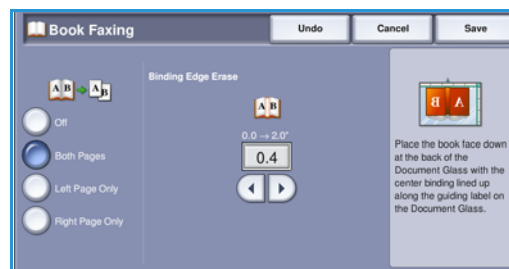 Book Faxing
Undo
Cancel
Save
A B A B
Off
Both Pages
Left Page Only
Right Page Only
Binding Edge Erase
A B
0.0 → 2.0"
0.4
B A
Place the book face down
at the back of the
Document Glass with the
center binding lined up
along the guiding label on
the Document Glass.